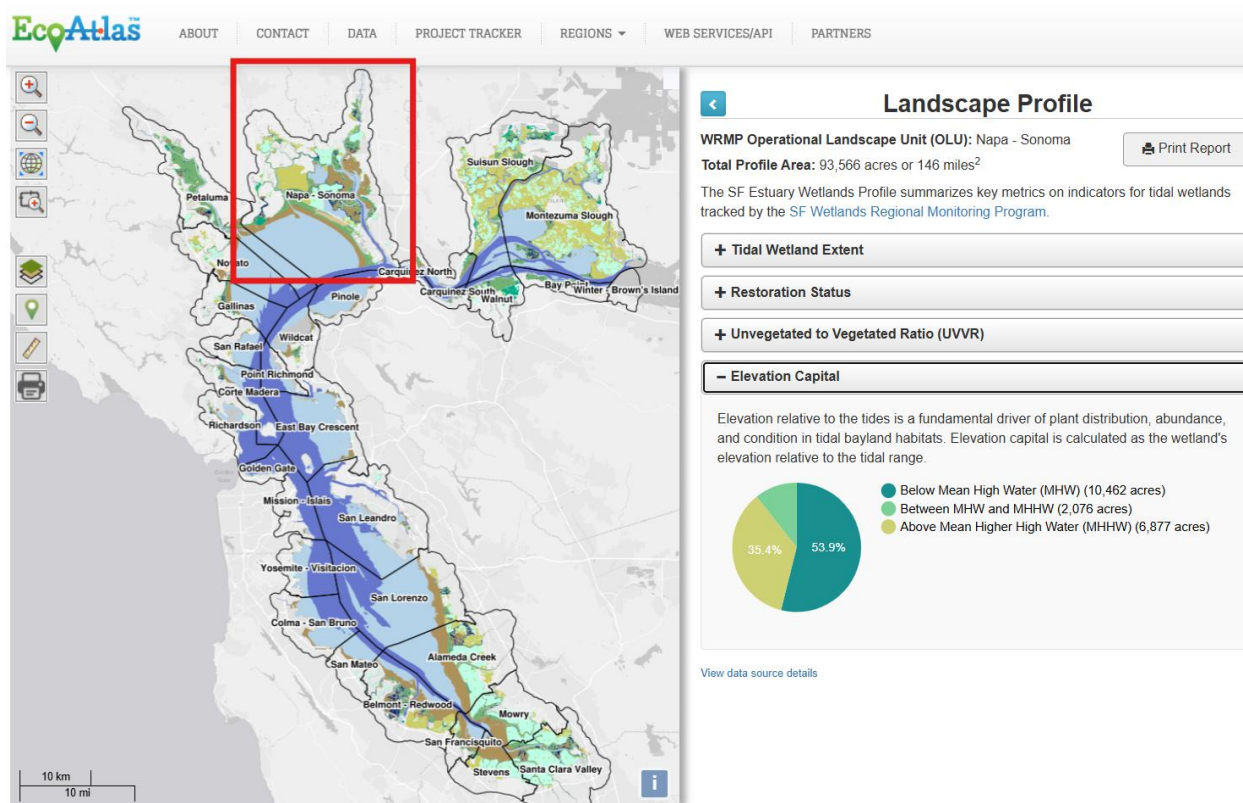 EcoAtlas™
ABOUT
CONTACT
DATA
PROJECT TRACKER
REGIONS
WEB SERVICES/API
PARTNERS
Petaluma
Napa - Sonoma
Suisun Slough
Montezuma Slough
Novato
Carquinez North
Carquinez South
Walnut
Bay Point
Winter - Brown's Island
Gallinas
Pinole
San Rafael
Wildcat
Point Richmond
Corte Madera
Richardson
East Bay Crescent
Golden Gate
Mission - Islais
San Leandro
Yosemite - Visitacion
San Lorenzo
Colma - San Bruno
San Mateo
Alameda Creek
Belmont - Redwood
Mowry
San Francisquito
Stevens
Santa Clara Valley
10 km
10 mi
i
Landscape Profile
WRMP Operational Landscape Unit (OLU): Napa - Sonoma
Print Report
Total Profile Area: 93,566 acres or 146 miles²
The SF Estuary Wetlands Profile summarizes key metrics on indicators for tidal wetlands
tracked by the SF Wetlands Regional Monitoring Program.
+ Tidal Wetland Extent
+ Restoration Status
+ Unvegetated to Vegetated Ratio (UVVR)
– Elevation Capital
Elevation relative to the tides is a fundamental driver of plant distribution, abundance,
and condition in tidal bayland habitats. Elevation capital is calculated as the wetland's
elevation relative to the tidal range.
35.4%
53.9%
Below Mean High Water (MHW) (10,462 acres)
Between MHW and MHHW (2,076 acres)
Above Mean Higher High Water (MHHW) (6,877 acres)
View data source details